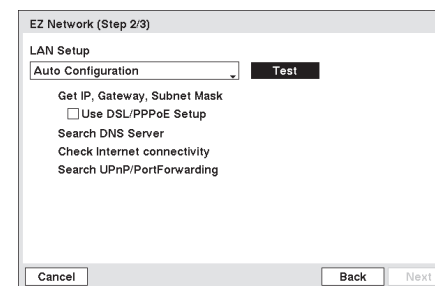 EZ Network (Step 2/3)
LAN Setup
Auto Configuration Test
Get IP, Gateway, Subnet Mask
Use DSL/PPPoE Setup
Search DNS Server
Check Internet connectivity
Search UPnP/PortForwarding
Cancel Back Next